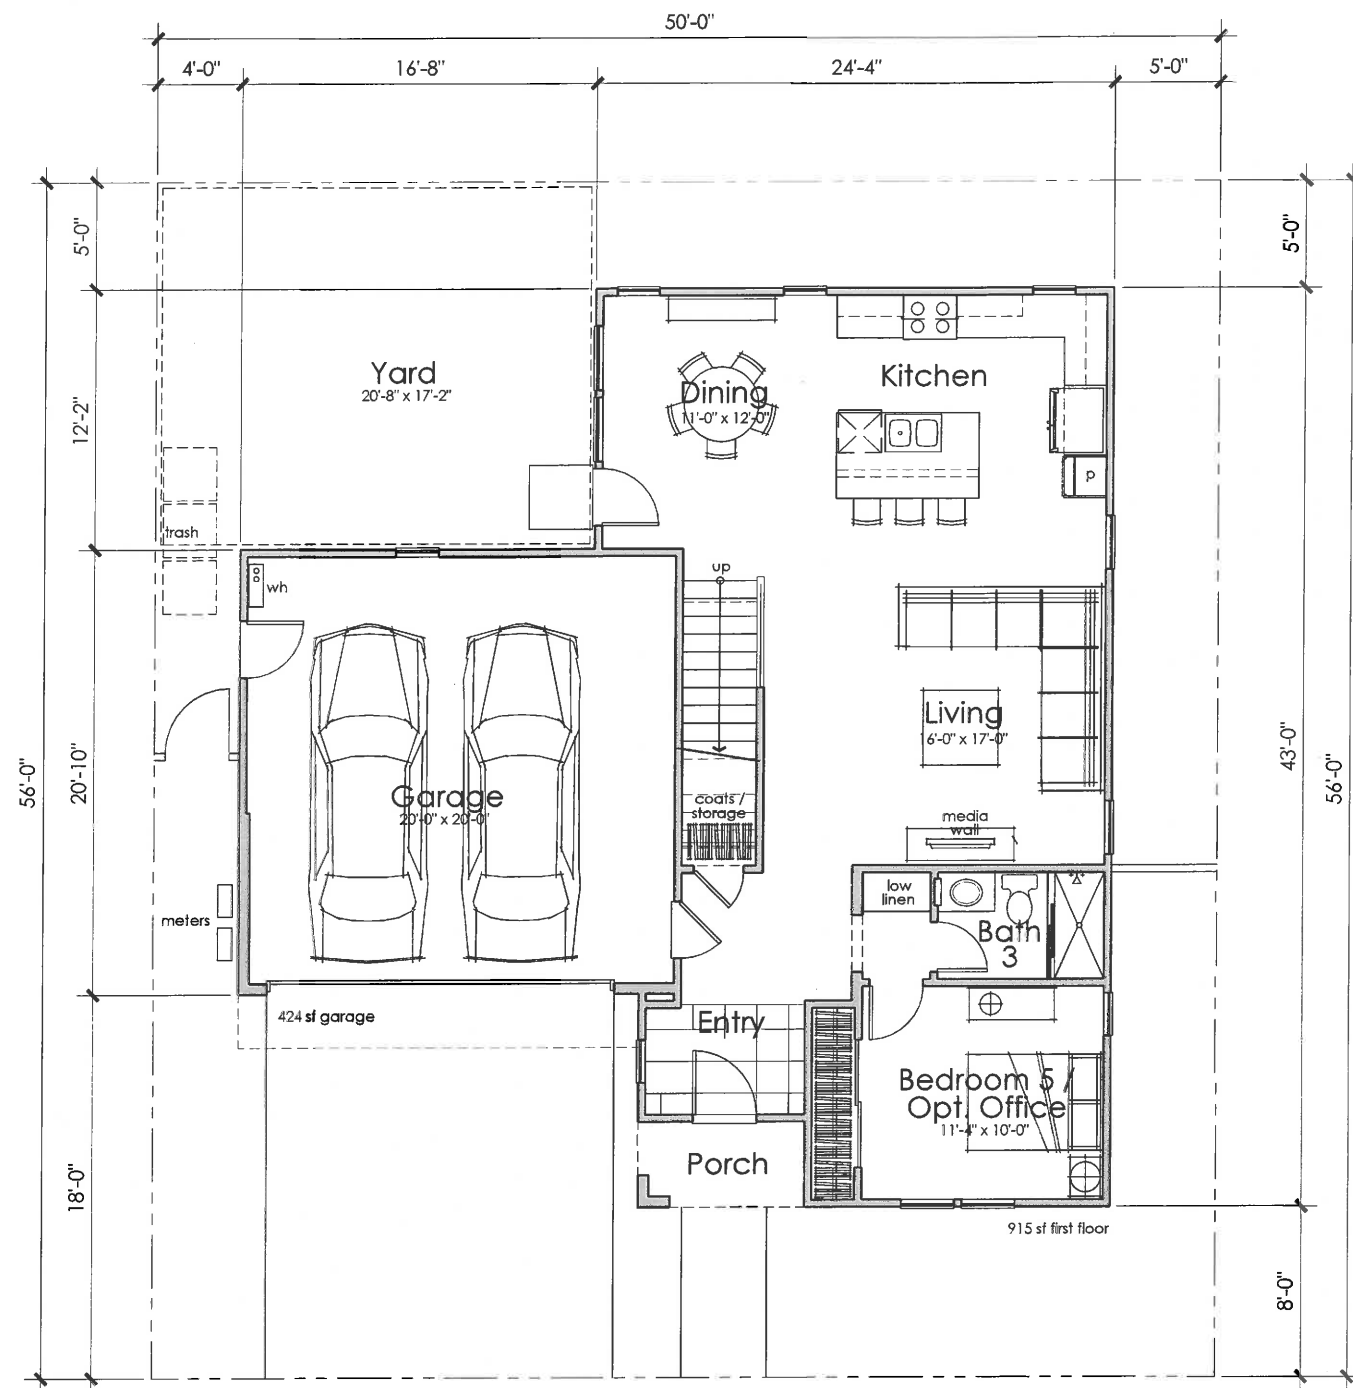 50'-0"
4'-0"
16'-8"
24'-4"
5'-0"
5'-0"
5'-0"
Yard
20'-8" x 17'-2"
Dining
11'-0" x 12'-0"
Kitchen
12'-2"
p
trash
up
wh
Living
16'-0" x 17'-0"
56'-0"
20'-10"
43'-0"
56'-0"
Garage
20'-0" x 20'-0"
coats /
storage
media
wall
low
linen
meters
Bath
3
424 sf garage
Entry
Bedroom 5 /
Opt. Office
11'-4" x 10'-0"
Porch
18'-0"
915 sf first floor
8'-0"